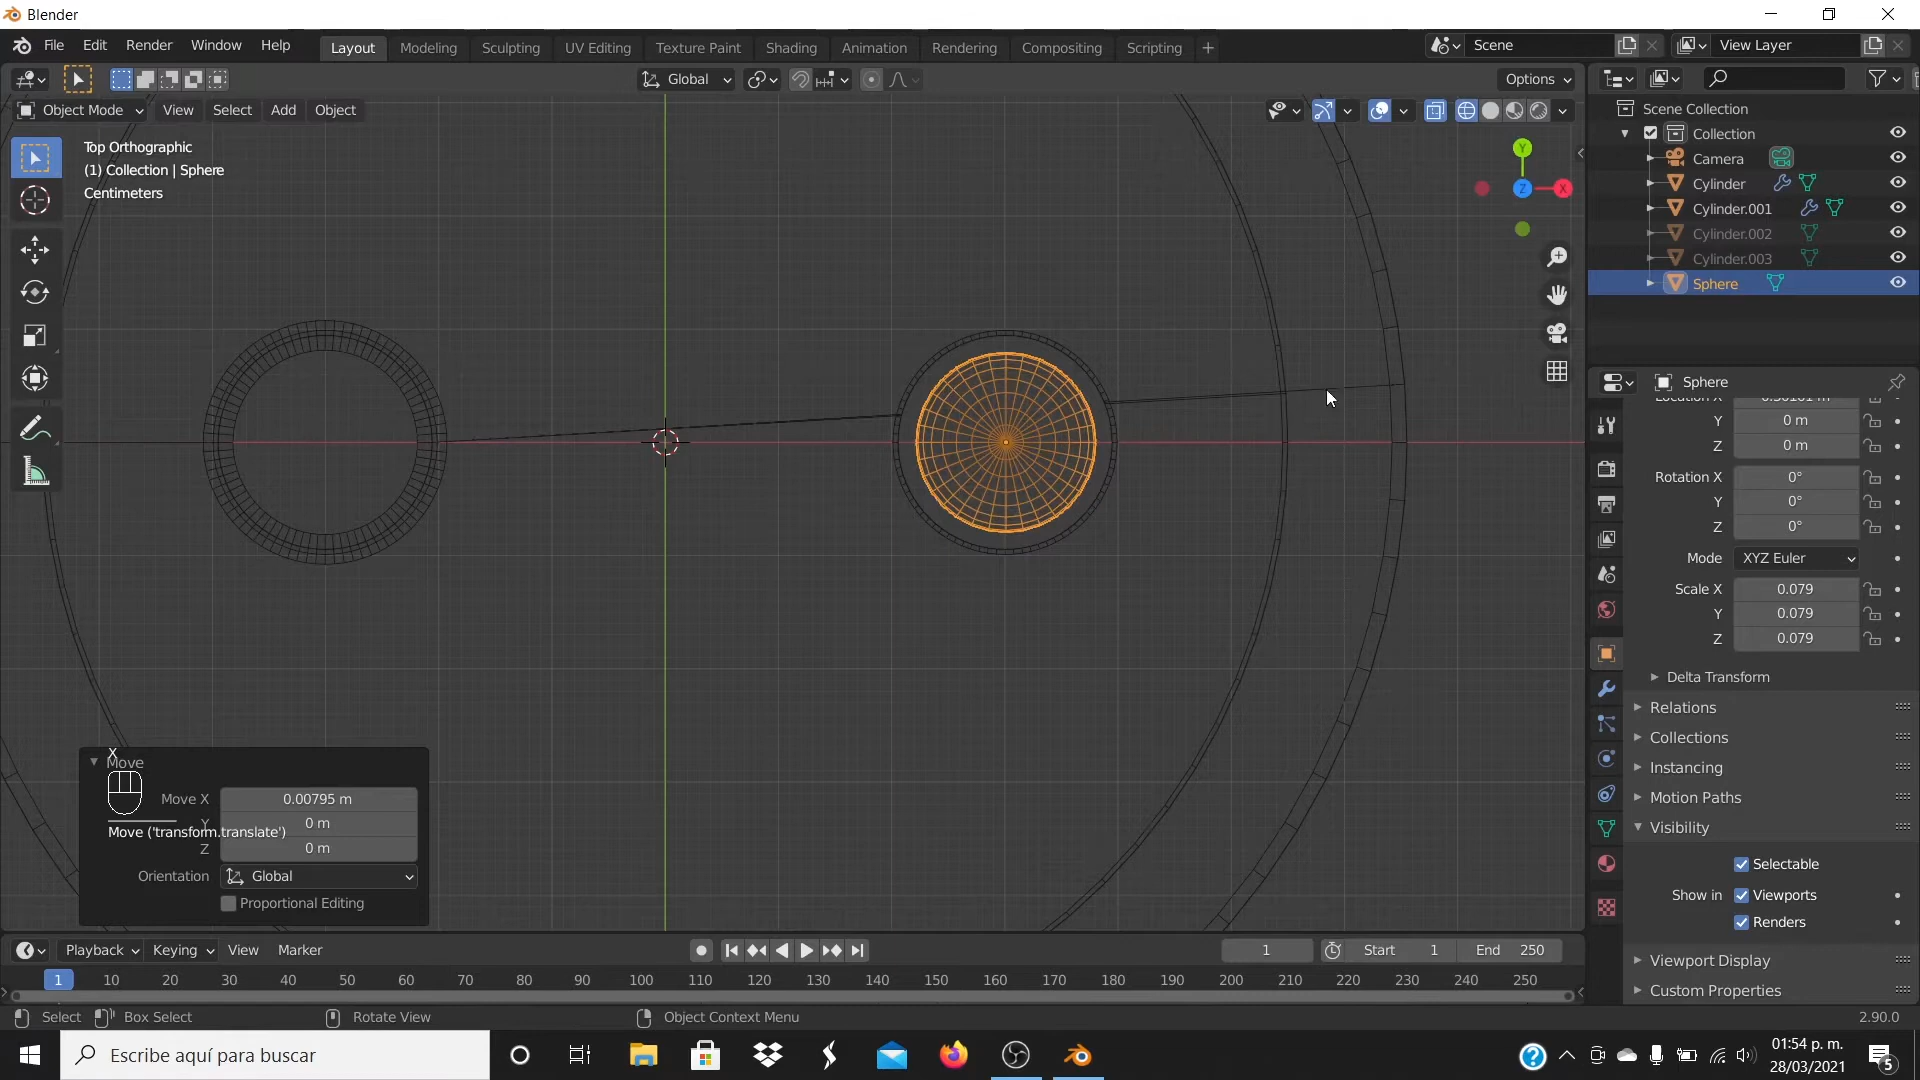 Blender
File Edit Render Window Help Layout Modeling Sculpting UV Editing Texture Paint Shading Animation Rendering Compositing Scripting + Scene View Layer
Global Options
Object Mode View Select Add Object
Top Orthographic
(1) Collection | Sphere
Centimeters
Y
Z
X
Scene Collection
Collection
Camera
Cylinder
Cylinder.001
Cylinder.002
Cylinder.003
Sphere
Sphere
Y 0 m
Z 0 m
Rotation X 0°
Y 0°
Z 0°
Mode XYZ Euler
Scale X 0.079
Y 0.079
Z 0.079
Delta Transform
Relations
Collections
Instancing
Motion Paths
Visibility
Selectable
Show in Viewports
Renders
Viewport Display
Custom Properties
X
Move
Move X 0.00795 m
Y 0 m
Move ('transform.translate')
Z 0 m
Orientation Global
Proportional Editing
Playback Keying View Marker 1 Start 1 End 250
1 10 20 30 40 50 60 70 80 90 100 110 120 130 140 150 160 170 180 190 200 210 220 230 240 250
Select Box Select Rotate View Object Context Menu 2.90.0
Escribe aquí para buscar
01:54 p. m.
28/03/2021
5